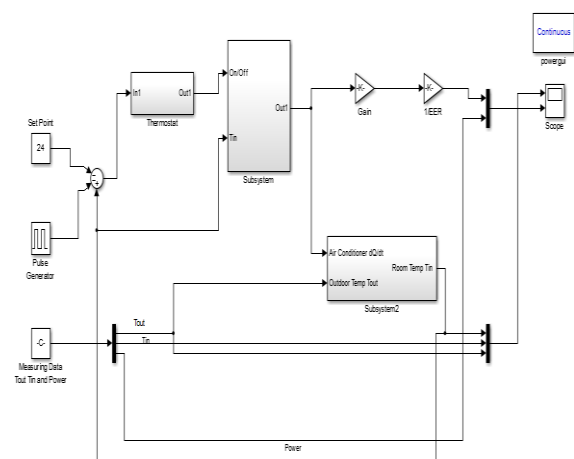 Continuous
powergui
On/Off
In1
Out1
Thermostat
Set Point
24
Out1
-K-
-K-
Gain
1/EER
Scope
Tin
Subsystem
Pulse
Generator
Air Conditioner dQ/dt
Room Temp Tin
Outdoor Temp Tout
Subsystem2
Tout
-C-
Tin
Measuring Data
Tout Tin and Power
Power